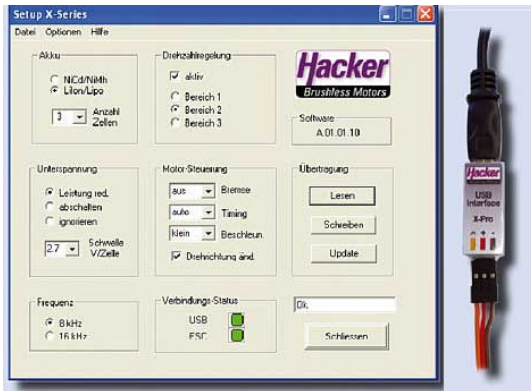 Setup X-Series
Datei Optionen Hilfe
Akku
NiCd/NiMh
LiIon/Lipo
3 Anzahl Zellen
Drehzahlregelung
aktiv
Bereich 1
Bereich 2
Bereich 3
Hacker
Brushless Motors
Software
A.01.01.10
Unterspannung
Leistung red.
abschalten
ignorieren
2.7 Schwelle V/Zelle
Motor-Steuerung
aus Bremse
auto Timing
klein Beschleun.
Drehrichtung änd.
Übertragung
Lesen
Schreiben
Update
Frequenz
8 kHz
16 kHz
Verbindungs-Status
USB
ESC
Ok.
Schliessen
Hacker
USB
Interface
X-Pro